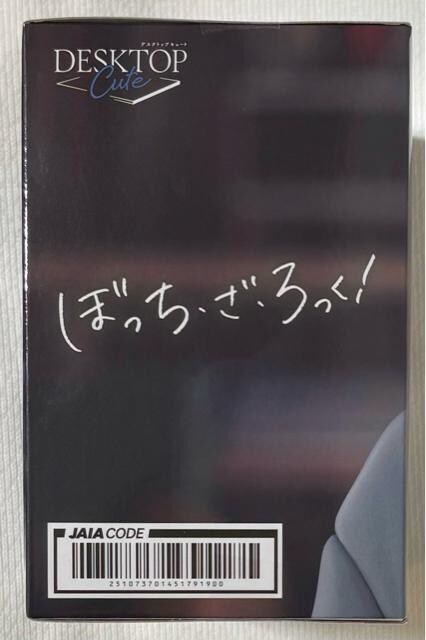 デスクトップキュート
DESKTOP
Cute
ぼっち・ざ・ろっく!
JAIA CODE
2510737014517919D0